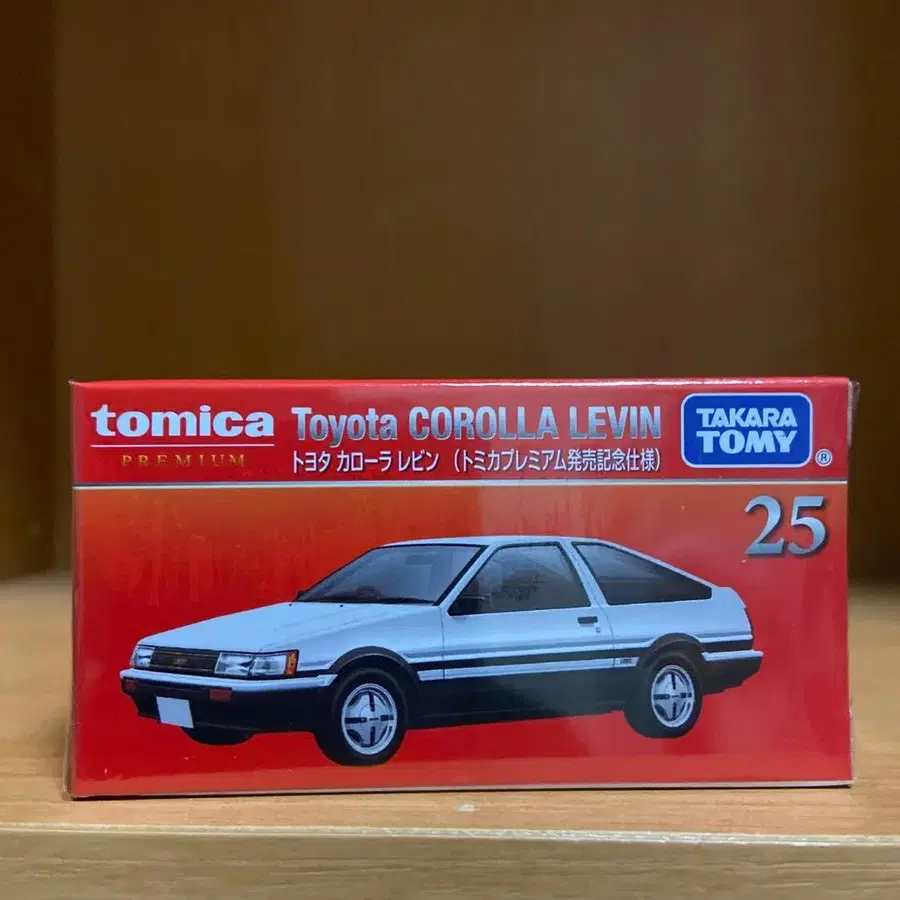 tomica
PREMIUM
Toyota COROLLA LEVIN
トヨタ カローラ レビン （トミカプレミアム発売記念仕様）
TAKARA
TOMY
®
25